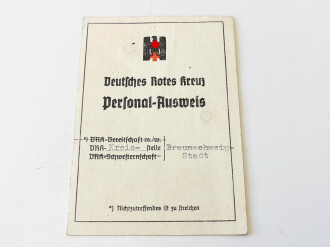 Deutsches Rotes Kreuz
Personal-Ausweis
*) DRK-Bereitschaft m./w.
DRK-Kreis- stelle Braunschweig-
DRK-Schwesternschaft Stadt
*) Nichtzutreffendes ist zu streichen